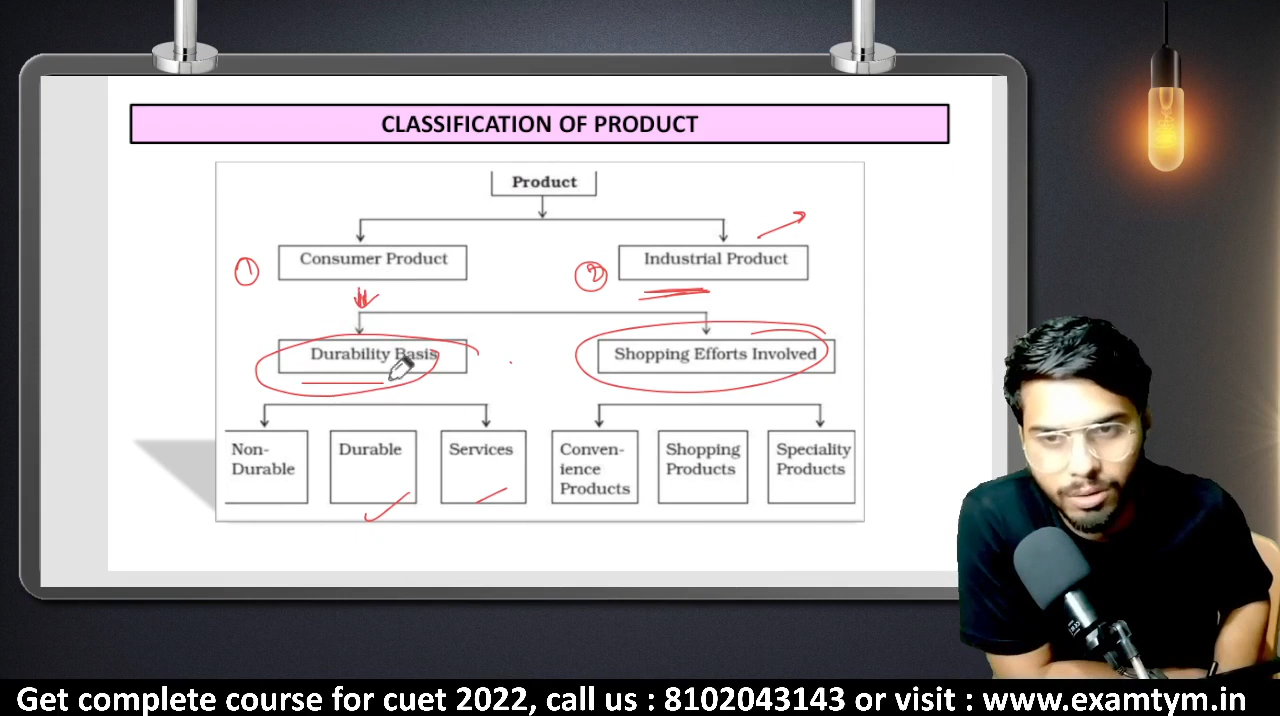 CLASSIFICATION OF PRODUCT
Product
Consumer Product
Industrial Product
1
2
Durability Basis
Shopping Efforts Involved
Non-
Durable
Durable
Services
Conven-
ience
Products
Shopping
Products
Speciality
Products
Get complete course for cuet 2022, call us : 8102043143 or visit : www.examtym.in